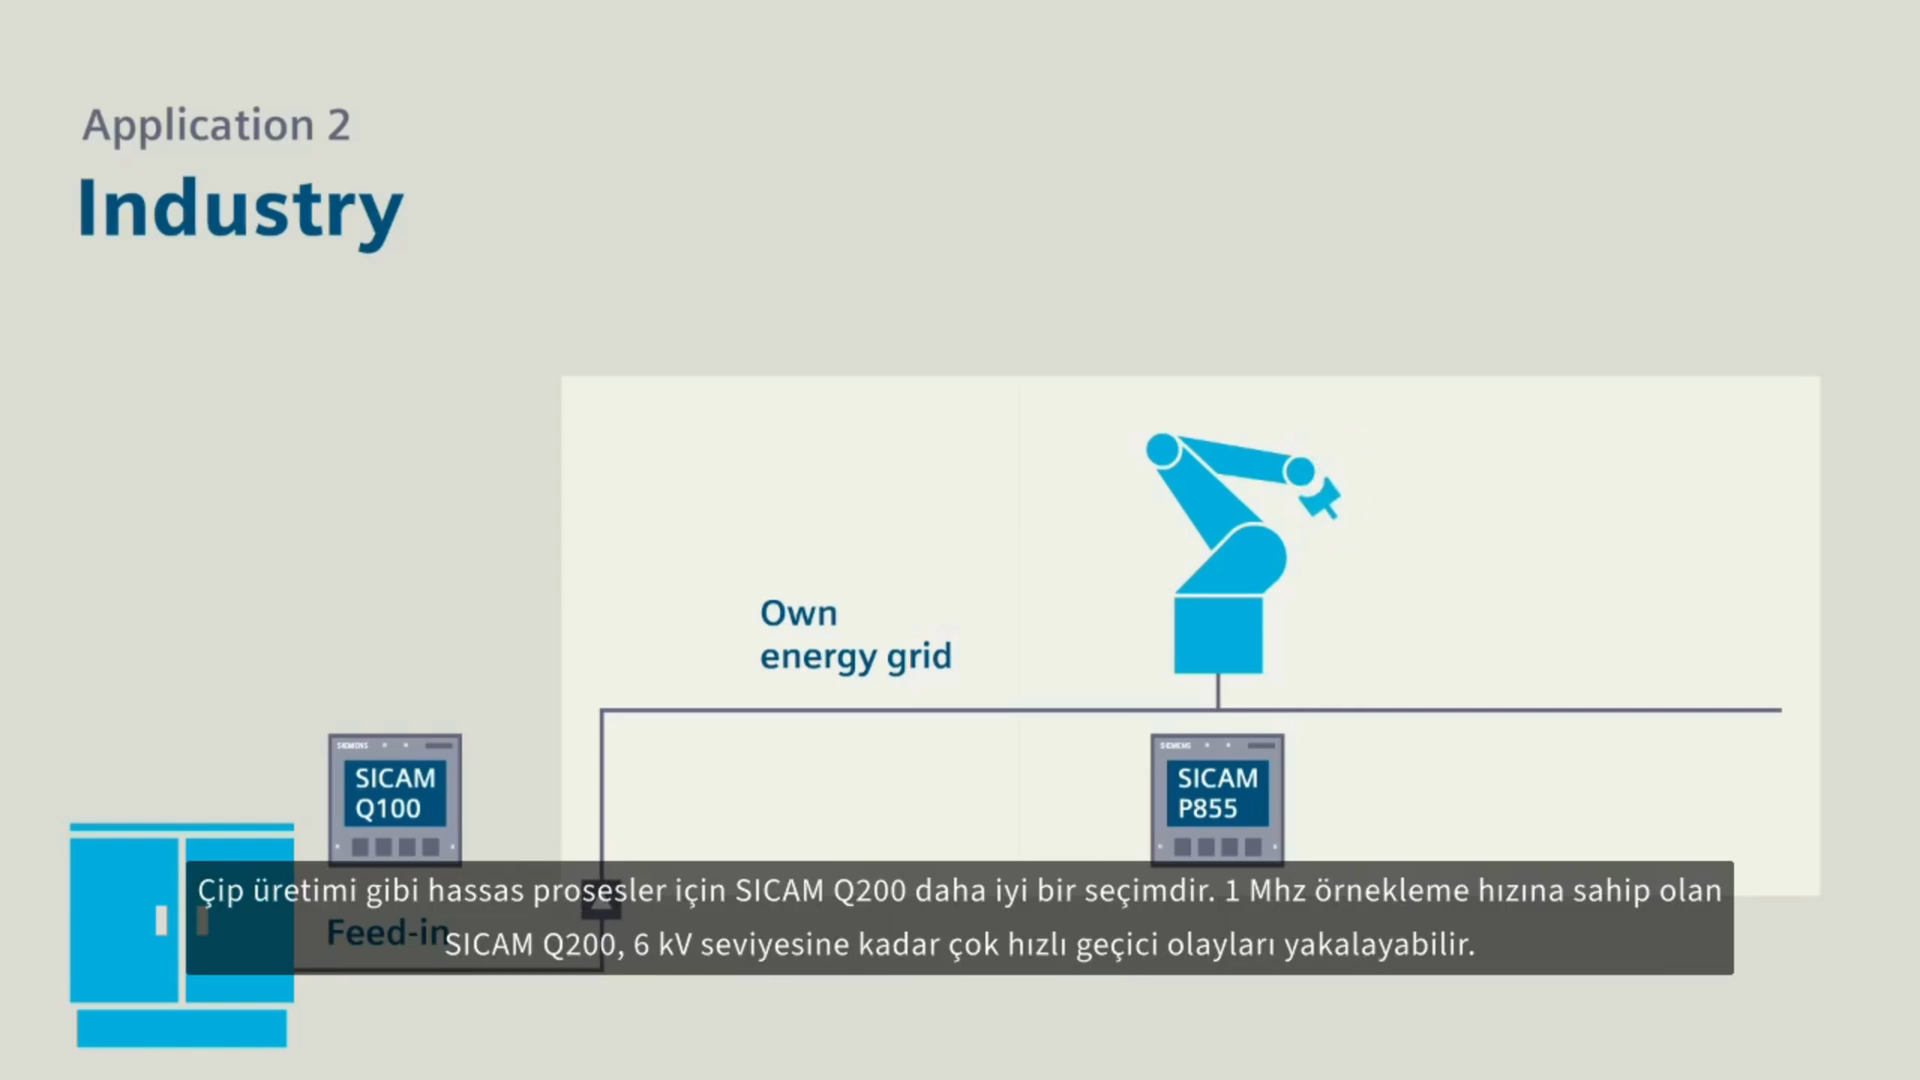 Application 2
Industry
Own
energy grid
SIEMENS
SICAM
Q100
SIEMENS
SICAM
P855
Feed-in
Çip üretimi gibi hassas prosesler için SICAM Q200 daha iyi bir seçimdir. 1 Mhz örnekleme hızına sahip olan
SICAM Q200, 6 kV seviyesine kadar çok hızlı geçici olayları yakalayabilir.